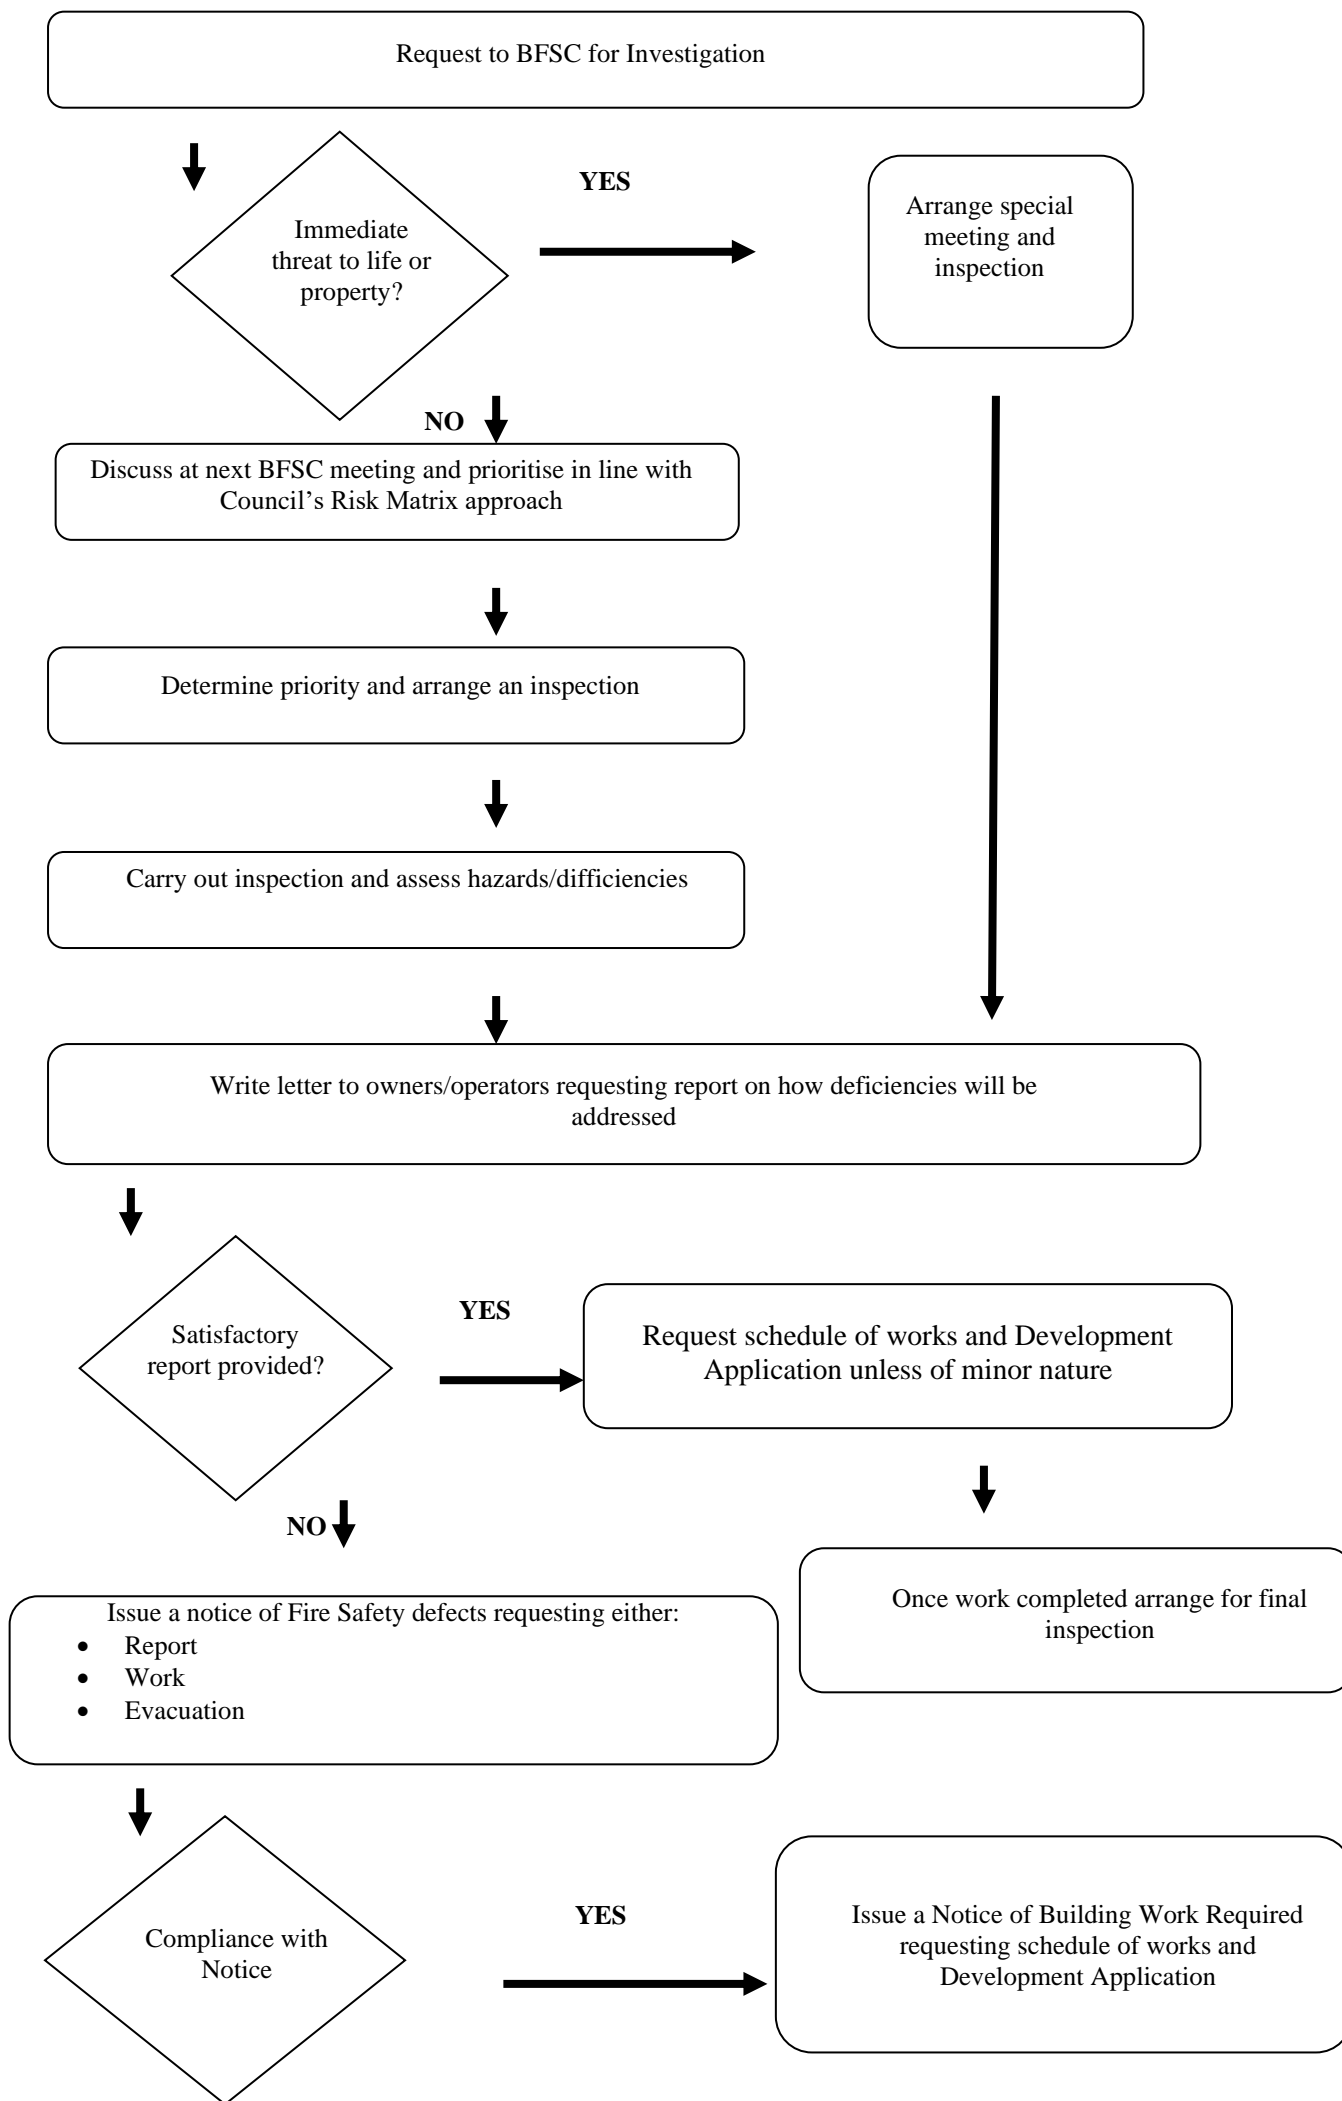 Request to BFSC for Investigation
YES
Immediate
threat to life or
property?
Arrange special
meeting and
inspection
NO
Discuss at next BFSC meeting and prioritise in line with
Council’s Risk Matrix approach
Determine priority and arrange an inspection
Carry out inspection and assess hazards/difficiencies
Write letter to owners/operators requesting report on how deficiencies will be
addressed
Satisfactory
report provided?
YES
Request schedule of works and Development
Application unless of minor nature
NO
Once work completed arrange for final
inspection
Issue a notice of Fire Safety defects requesting either:
• Report
• Work
• Evacuation
Compliance with
Notice
YES
Issue a Notice of Building Work Required
requesting schedule of works and
Development Application